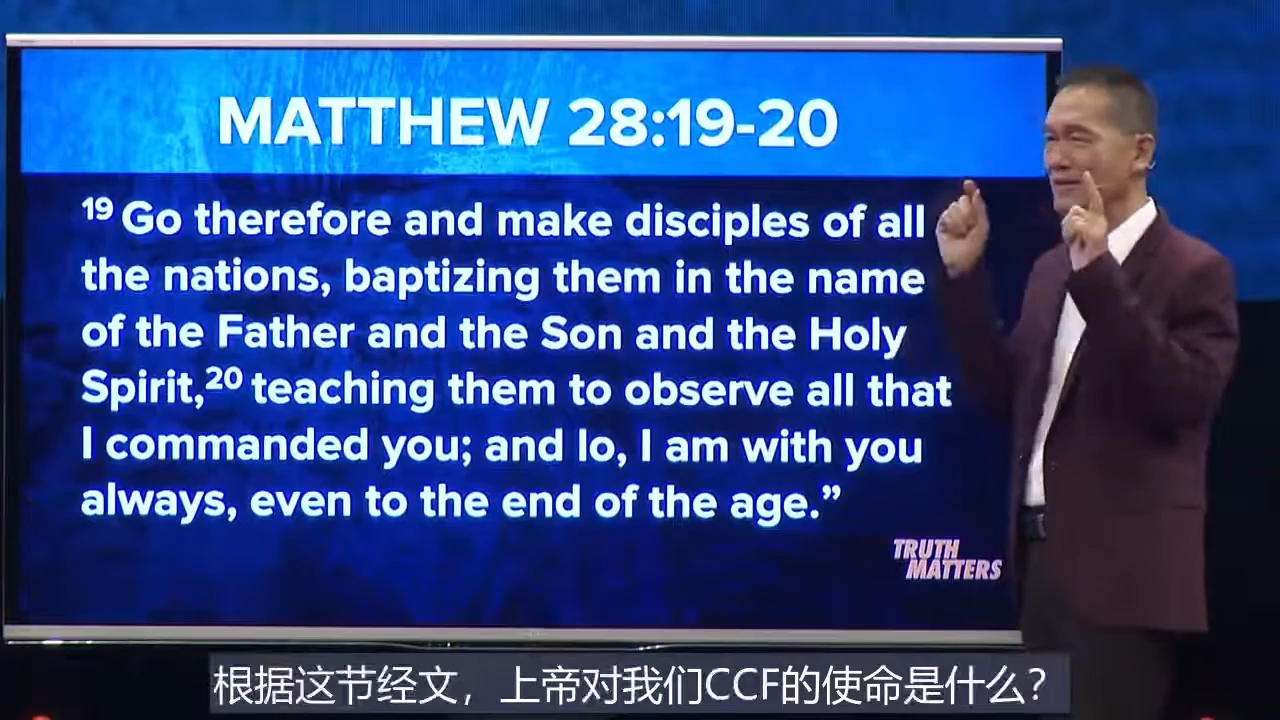 MATTHEW 28:19-20
19 Go therefore and make disciples of all
the nations, baptizing them in the name
of the Father and the Son and the Holy
Spirit,20 teaching them to observe all that
I commanded you; and lo, I am with you
always, even to the end of the age.”
TRUTH
MATTERS
根据这节经文，上帝对我们CCF的使命是什么？